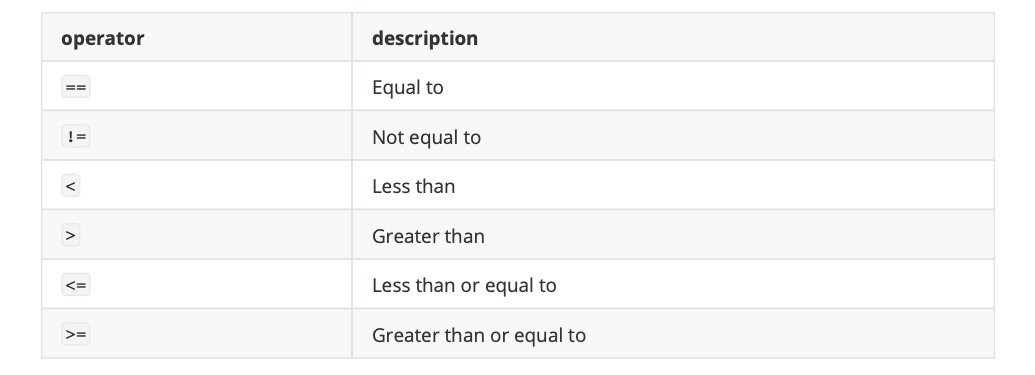 operator description
== Equal to
!= Not equal to
< Less than
> Greater than
<= Less than or equal to
>= Greater than or equal to